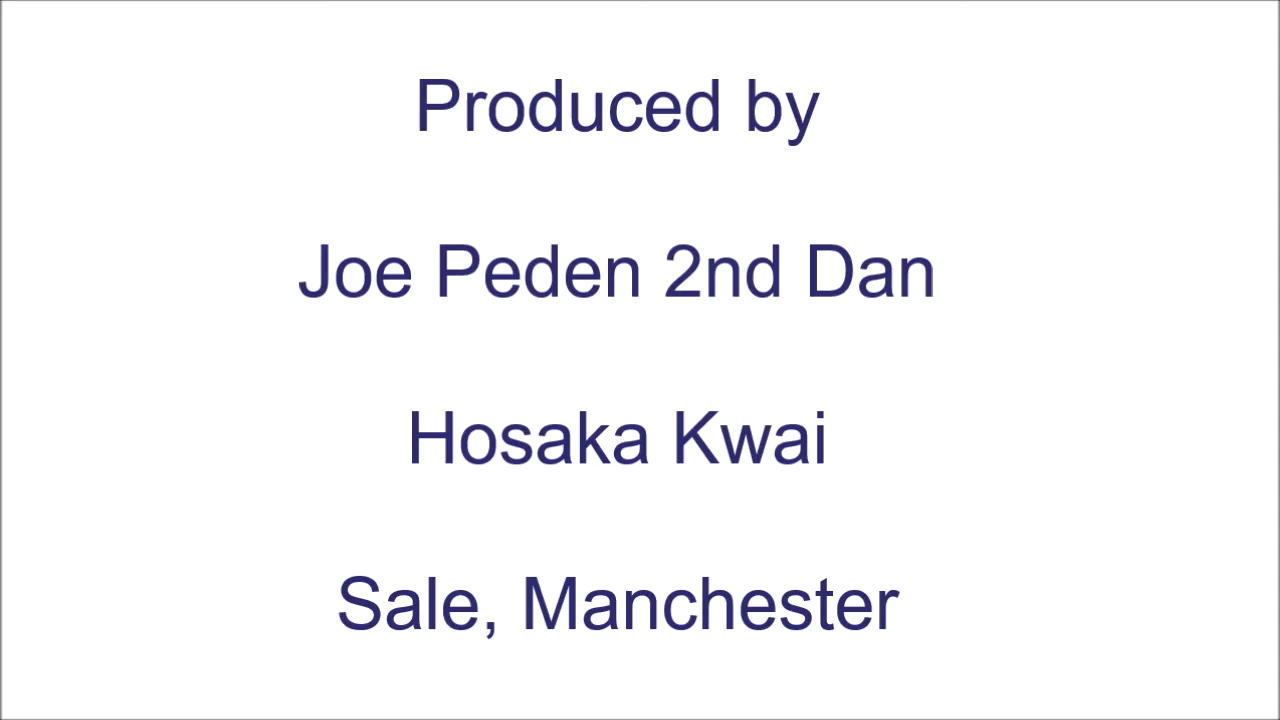 Produced by
Joe Peden 2nd Dan
Hosaka Kwai
Sale, Manchester